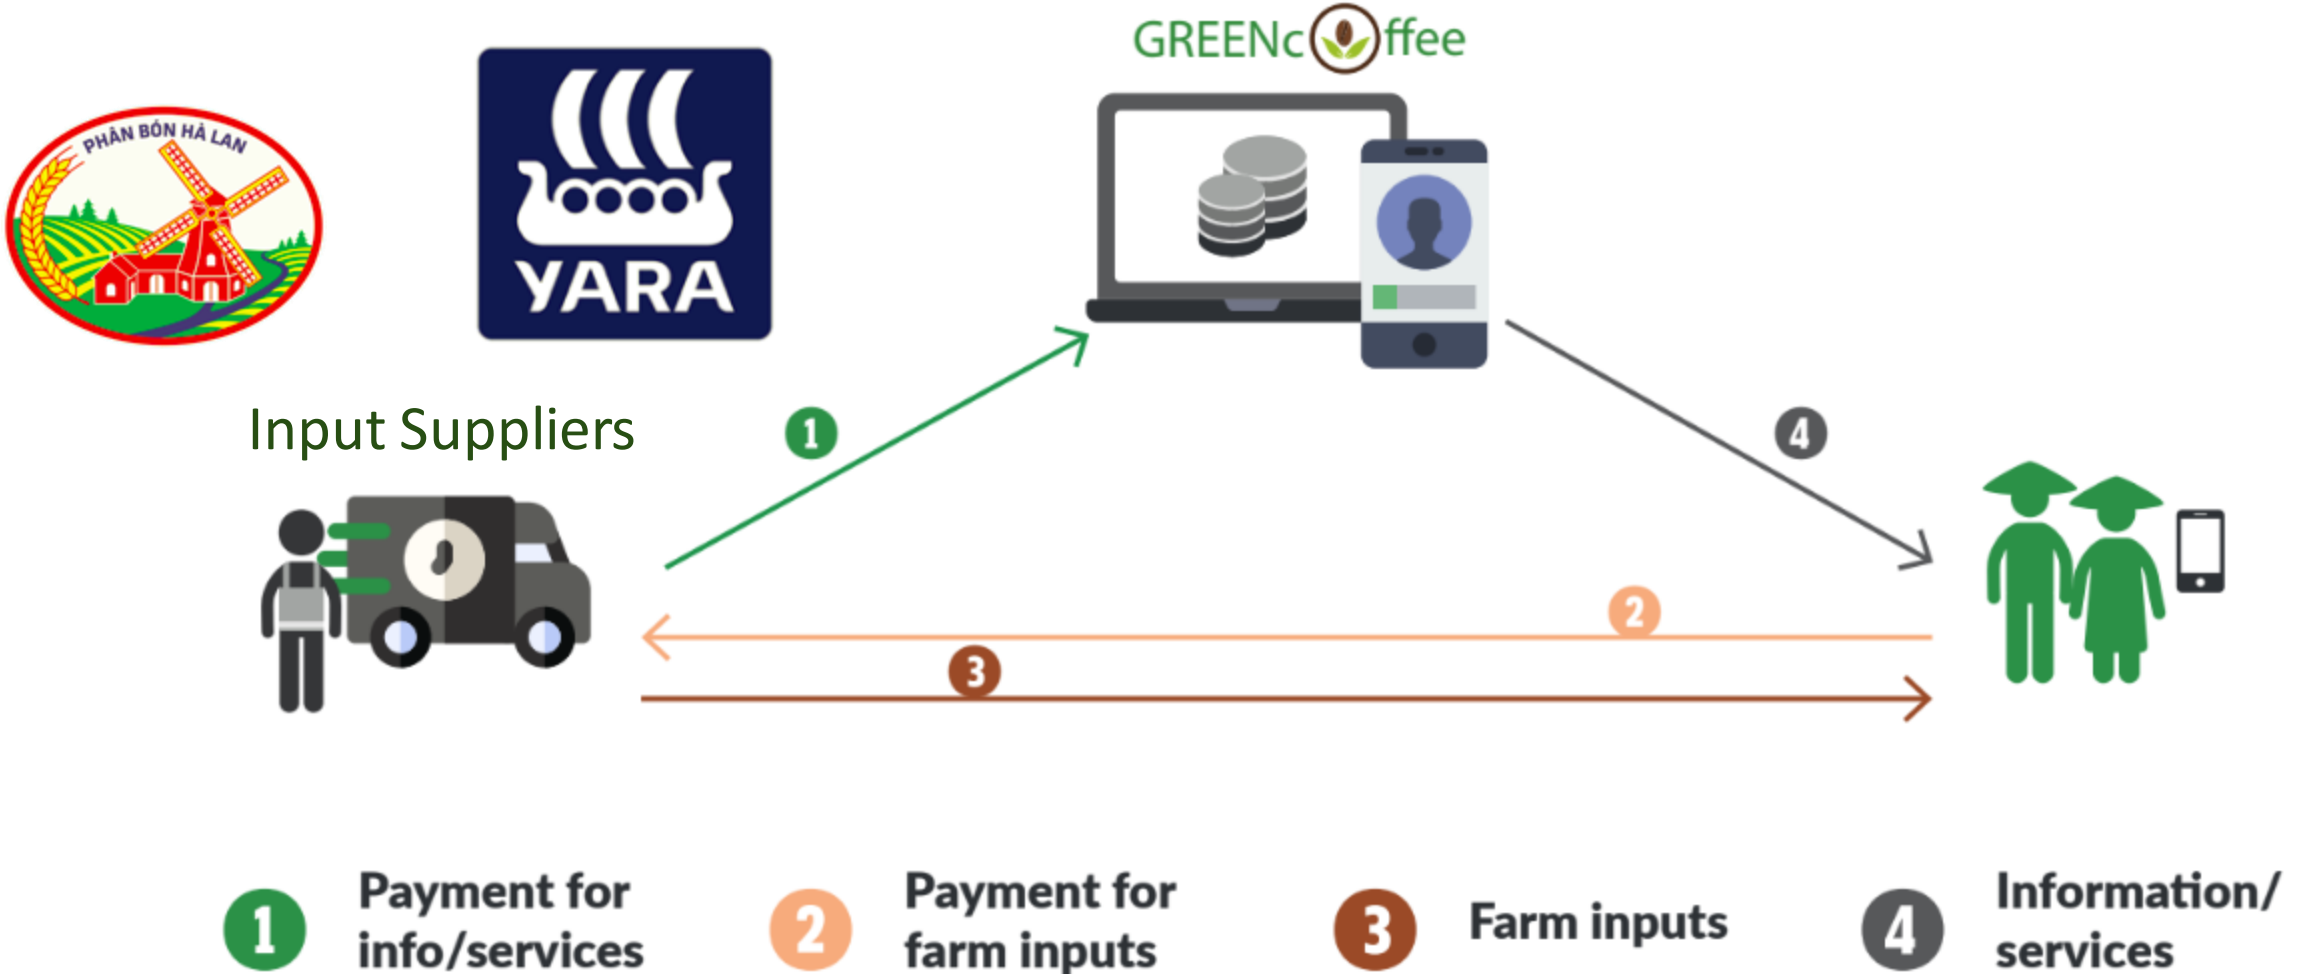 GREENcffee
PHÂN BÓN HÀ LAN
YARA
Input Suppliers
1
4
2
3
1 Payment for
info/services
2 Payment for
farm inputs
3 Farm inputs
4 Information/
services